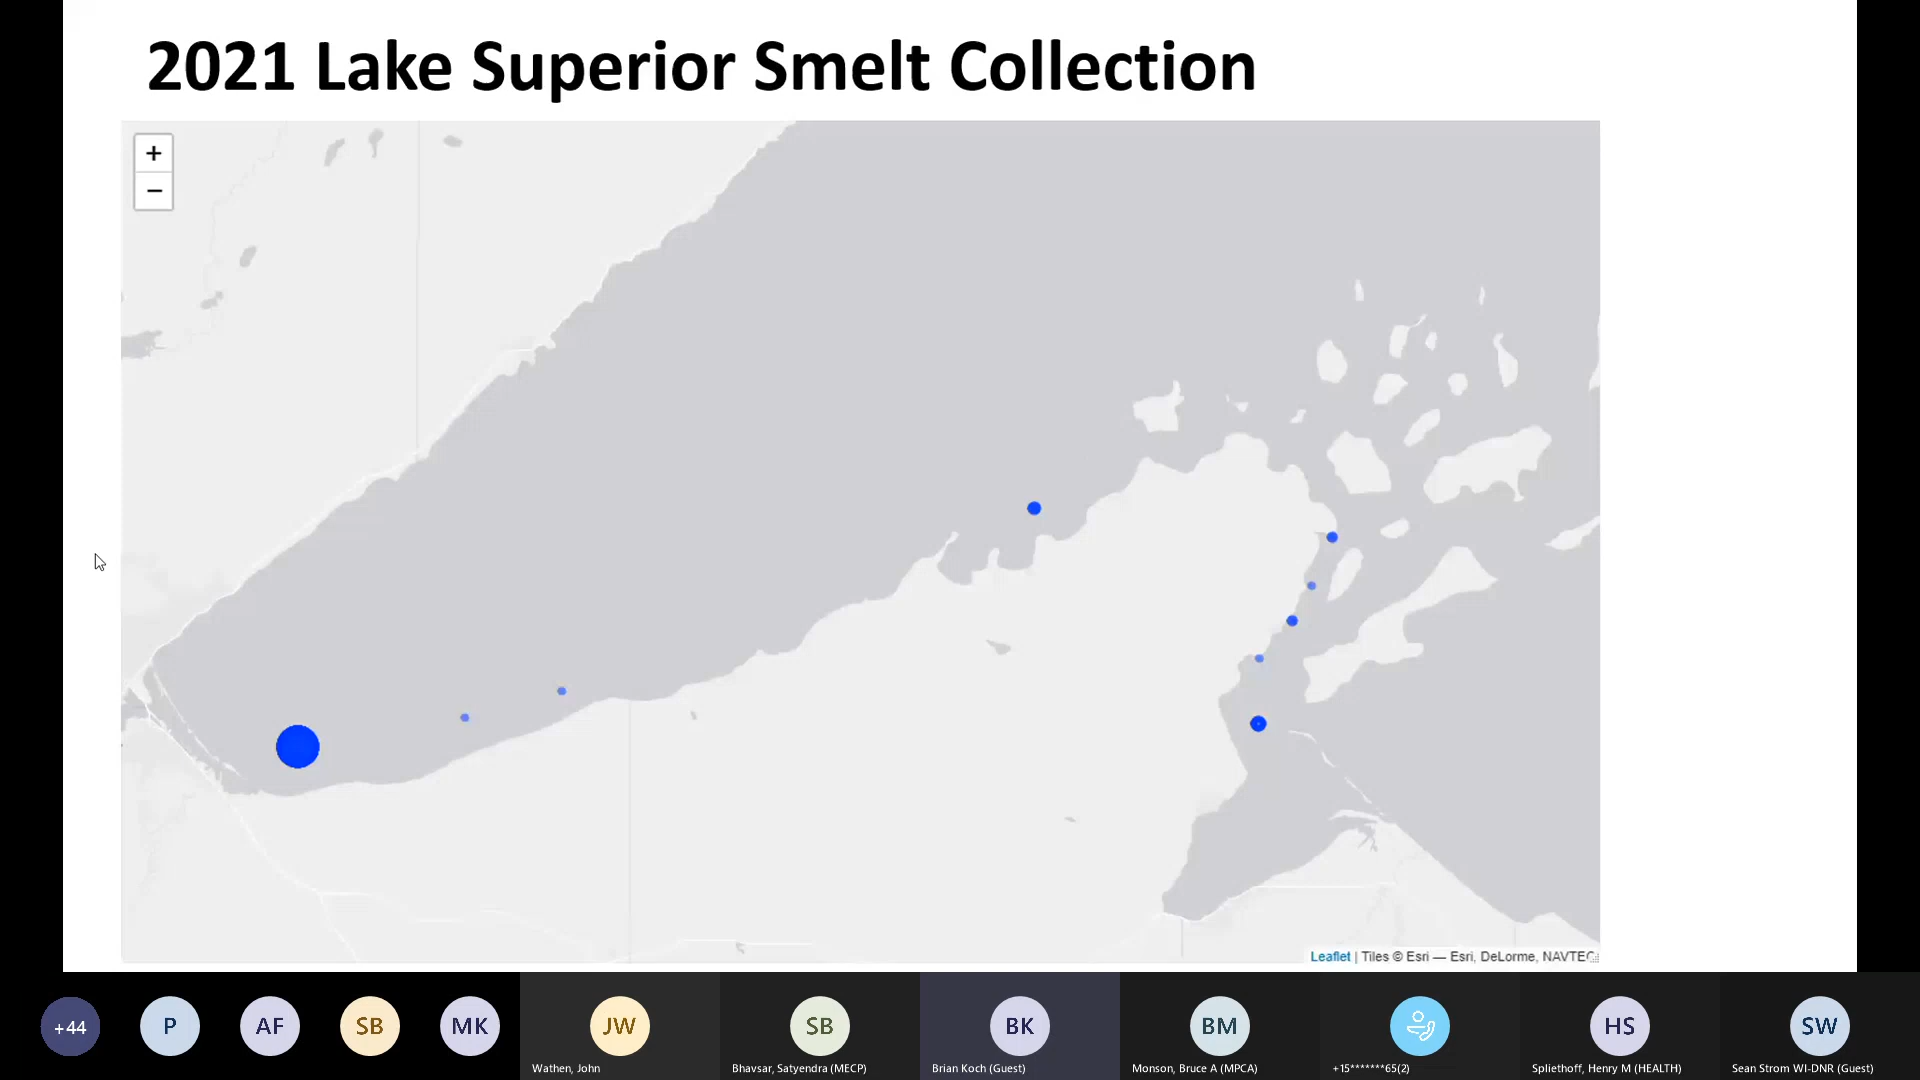 2021 Lake Superior Smelt Collection
+
−
Leaflet | Tiles © Esri — Esri, DeLorme, NAVTEC
+44
P
AF
SB
MK
JW
SB
BK
BM
HS
SW
Wathen, John
Bhavsar, Satyendra (MECP)
Brian Koch (Guest)
Monson, Bruce A (MPCA)
+15*******65(2)
Spliethoff, Henry M (HEALTH)
Sean Strom WI-DNR (Guest)